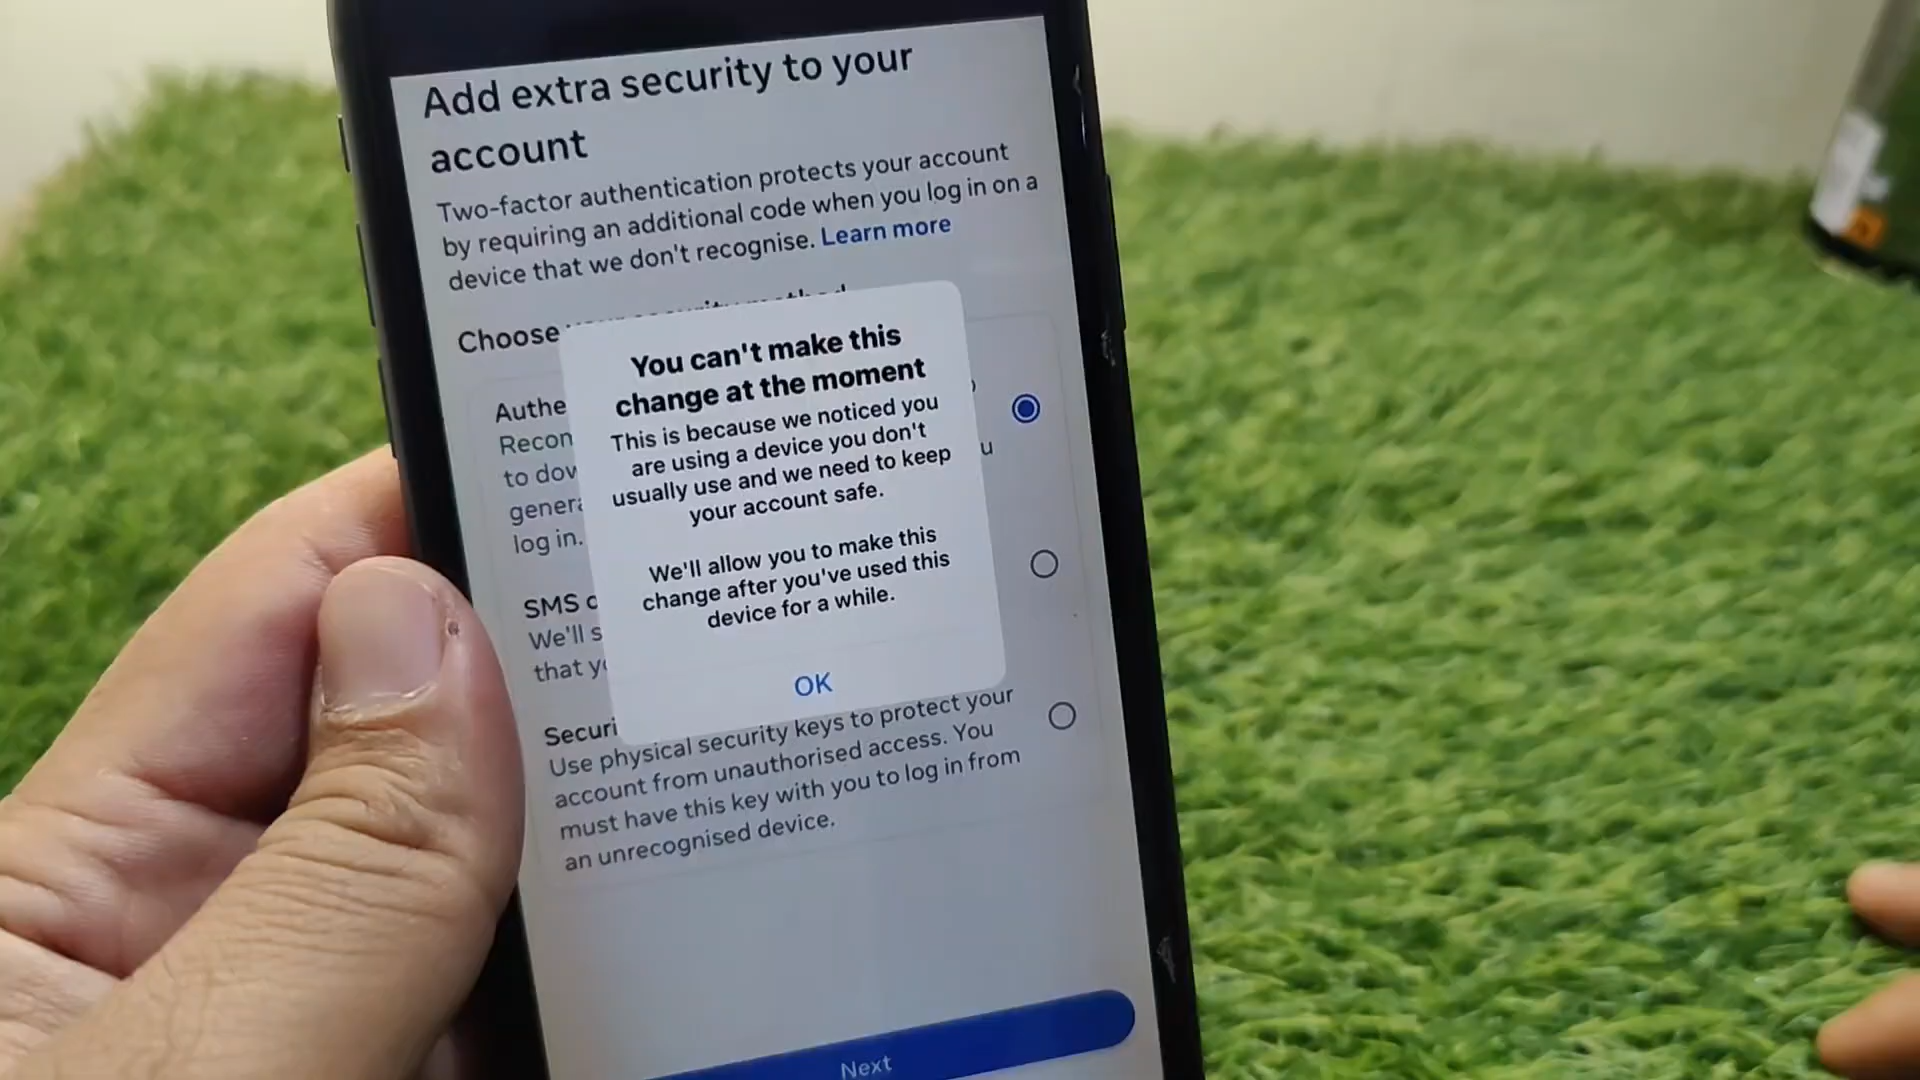 Add extra security to your
account
Two-factor authentication protects your account
by requiring an additional code when you log in on a
device that we don't recognise. Learn more
Choose
You can't make this
change at the moment
This is because we noticed you
are using a device you don't
usually use and we need to keep
your account safe.
We'll allow you to make this
change after you've used this
device for a while.
OK
Authe
Recon
to dow
genera
log in.
SMS c
We'll s
that yo
Securi
Use physical security keys to protect your
account from unauthorised access. You
must have this key with you to log in from
an unrecognised device.
Next